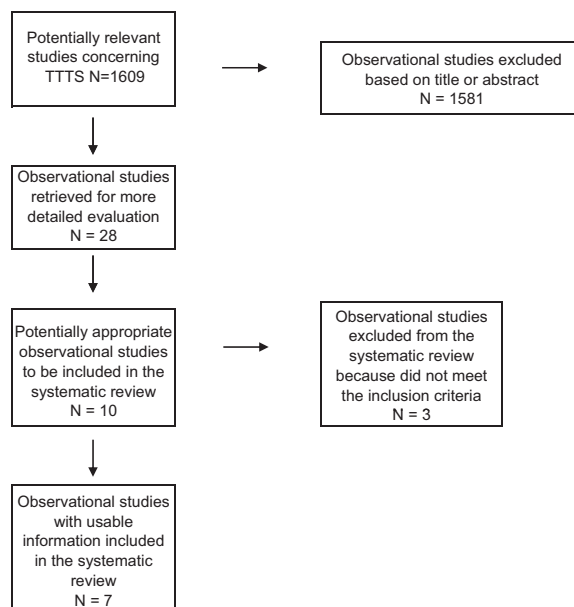 Potentially relevant
studies concerning
TTTS N=1609
Observational studies excluded
based on title or abstract
N = 1581
Observational studies
retrieved for more
detailed evaluation
N = 28
Potentially appropriate
observational studies
to be included in the
systematic review
N = 10
Observational studies
excluded from the
systematic review
because did not meet
the inclusion criteria
N = 3
Observational studies
with usable
information included
in the systematic
review
N = 7